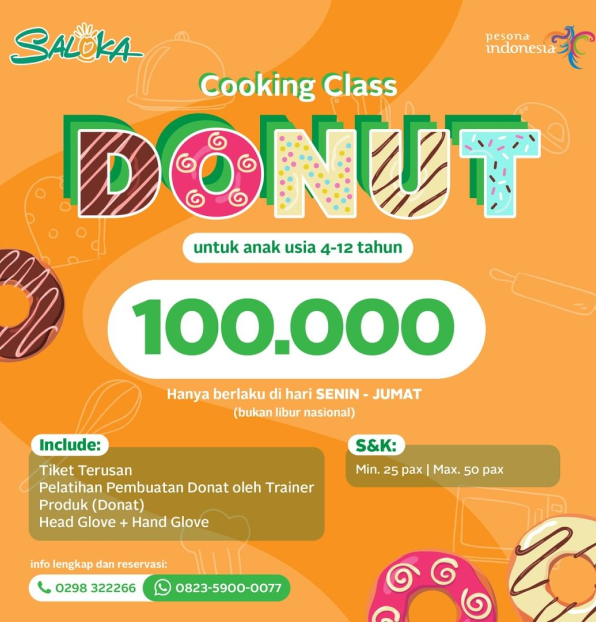 SALOKA
pesona
indonesia
Cooking Class
DONUT
untuk anak usia 4-12 tahun
100.000
Hanya berlaku di hari SENIN - JUMAT
(bukan libur nasional)
Include:
Tiket Terusan
Pelatihan Pembuatan Donat oleh Trainer
Produk (Donat)
Head Glove + Hand Glove
S&K:
Min. 25 pax | Max. 50 pax
info lengkap dan reservasi:
0298 322266
0823-5900-0077